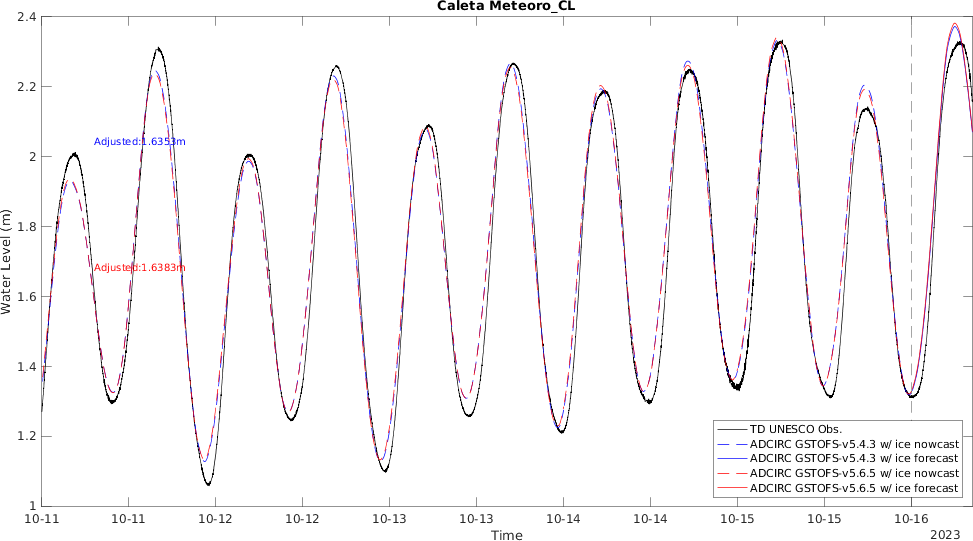 Caleta Meteoro_CL
2.4
2.2
2
1.8
1.6
1.4
1.2
1
Water Level (m)
Adjusted:1.6353m
Adjusted:1.6383m
TD UNESCO Obs.
ADCIRC GSTOFS-v5.4.3 w/ ice nowcast
ADCIRC GSTOFS-v5.4.3 w/ ice forecast
ADCIRC GSTOFS-v5.6.5 w/ ice nowcast
ADCIRC GSTOFS-v5.6.5 w/ ice forecast
10-11 10-11 10-12 10-12 10-13 10-13 10-14 10-14 10-15 10-15 10-16
Time
2023